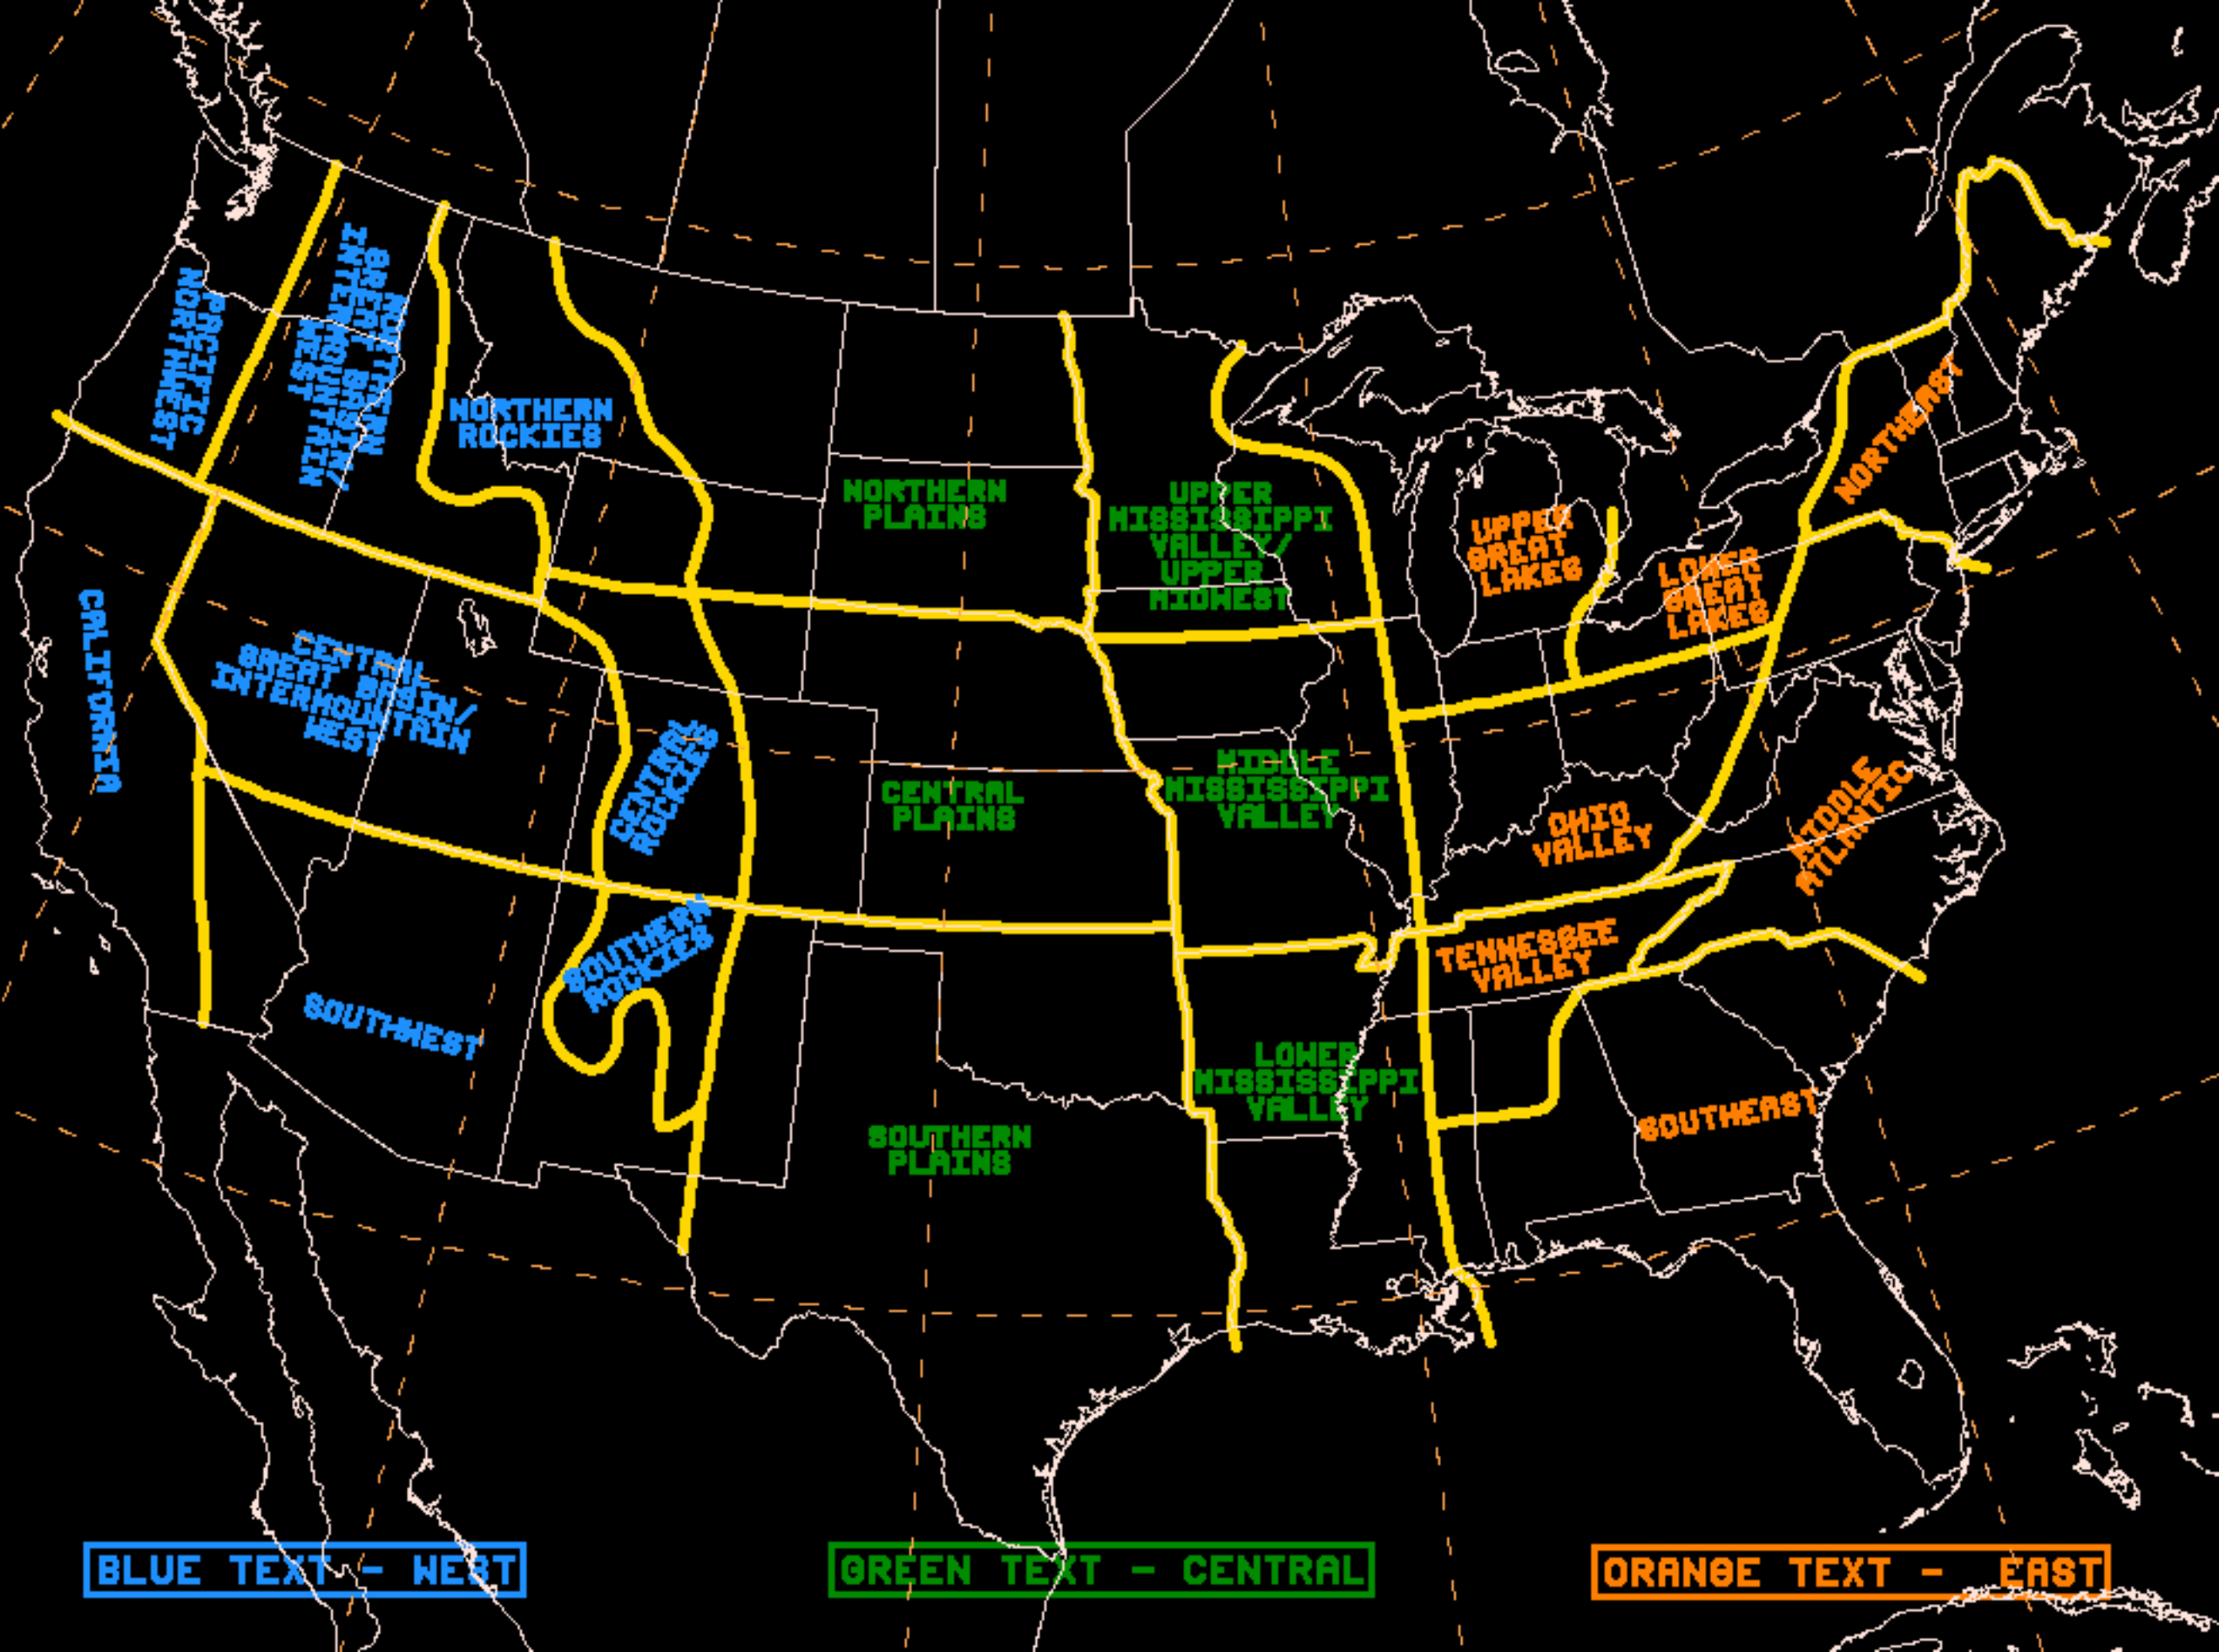 PACIFIC
NORTHWEST
NORTHERN
GREAT BASIN/
INTERMOUNTAIN
WEST
NORTHERN
ROCKIES
CALIFORNIA
CENTRAL
GREAT BASIN/
INTERMOUNTAIN
WEST
CENTRAL
ROCKIES
SOUTHERN
ROCKIES
SOUTHWEST
NORTHERN
PLAINS
CENTRAL
PLAINS
SOUTHERN
PLAINS
UPPER
MISSISSIPPI
VALLEY/
UPPER
MIDWEST
MIDDLE
MISSISSIPPI
VALLEY
LOWER
MISSISSIPPI
VALLEY
UPPER
GREAT
LAKES
LOWER
GREAT
LAKES
NORTHEAST
OHIO
VALLEY
MIDDLE
ATLANTIC
TENNESSEE
VALLEY
SOUTHEAST
BLUE TEXT - WEST
GREEN TEXT - CENTRAL
ORANGE TEXT - EAST